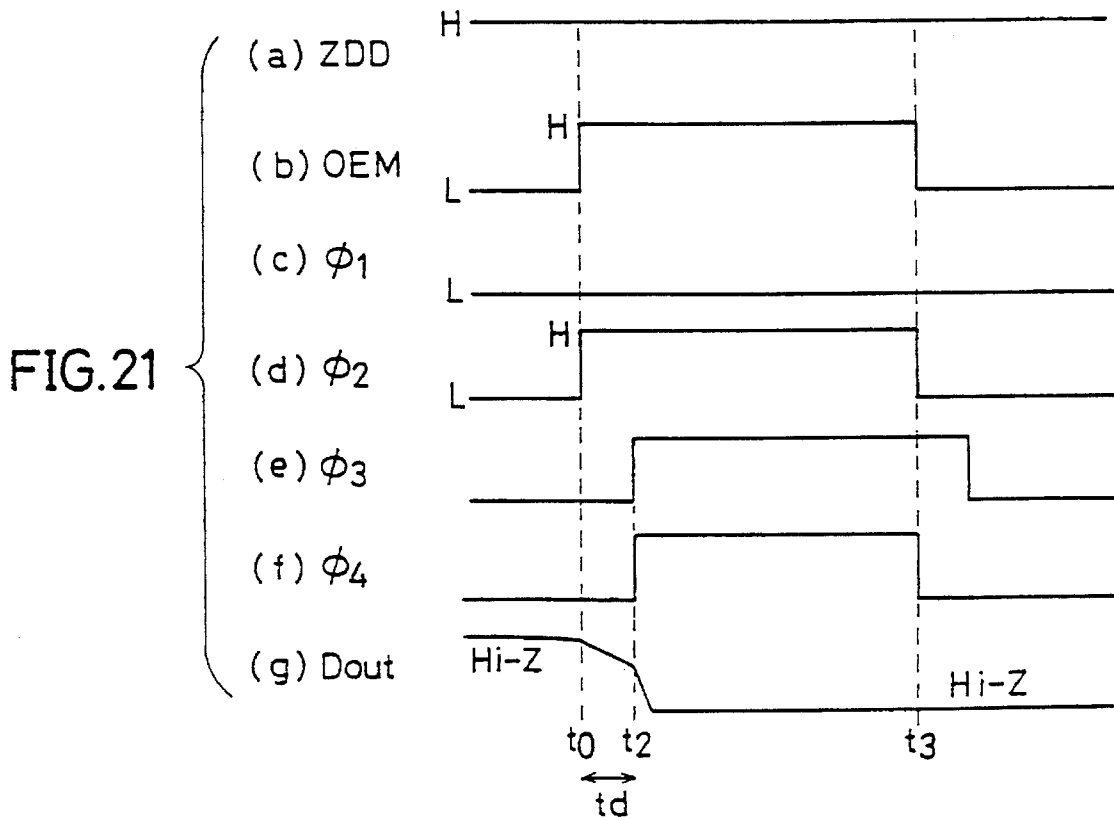 FIG.21
H
(a) ZDD
H
(b) OEM
L
(c) φ1
L
H
(d) φ2
L
(e) φ3
(f) φ4
(g) Dout
Hi-Z
Hi-Z
t0 t2 t3
td